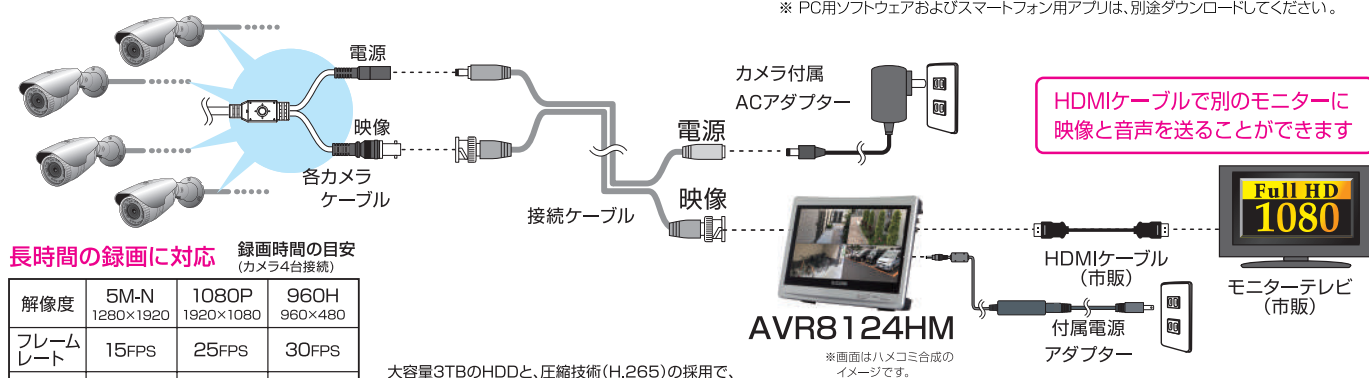 ※ PC用ソフトウェアおよびスマートフォン用アプリは、別途ダウンロードしてください。
電源
映像
各カメラ
ケーブル
接続ケーブル
電源
映像
カメラ付属
ACアダプター
HDMIケーブルで別のモニターに
映像と音声を送ることができます
Full HD
1080
HDMIケーブル
(市販)
モニターテレビ
(市販)
付属電源
アダプター
AVR8124HM
※画面はハメコミ合成の
イメージです。
長時間の録画に対応
録画時間の目安
(カメラ4台接続)
解像度 5M-N 1080P 960H
1280×1920 1920×1080 960×480
フレーム
レート 15FPS 25FPS 30FPS
大容量3TBのHDDと、圧縮技術(H.265)の採用で、